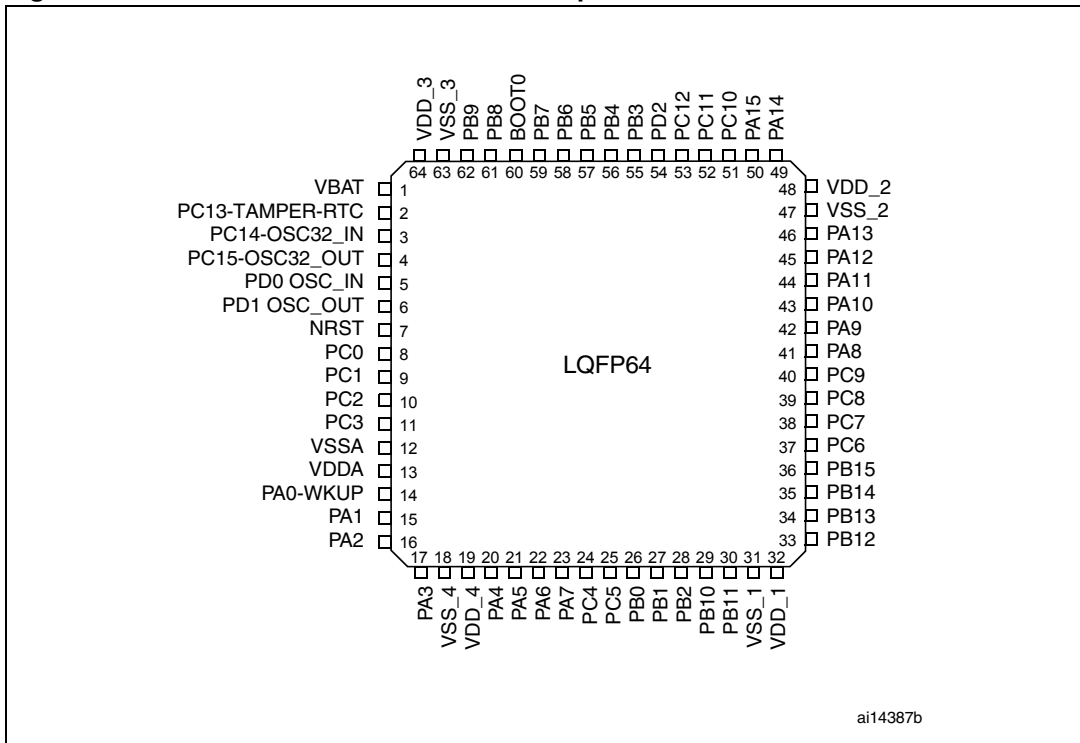 VDD_3
VSS_3
PB9
PB8
BOOT0
PB7
PB6
PB5
PB4
PB3
PD2
PC12
PC11
PC10
PA15
PA14
64 63 62 61 60 59 58 57 56 55 54 53 52 51 50 49
VBAT 1
PC13-TAMPER-RTC 2
PC14-OSC32_IN 3
PC15-OSC32_OUT 4
PD0 OSC_IN 5
PD1 OSC_OUT 6
NRST 7
PC0 8
PC1 9
PC2 10
PC3 11
VSSA 12
VDDA 13
PA0-WKUP 14
PA1 15
PA2 16
LQFP64
48 VDD_2
47 VSS_2
46 PA13
45 PA12
44 PA11
43 PA10
42 PA9
41 PA8
40 PC9
39 PC8
38 PC7
37 PC6
36 PB15
35 PB14
34 PB13
33 PB12
17 18 19 20 21 22 23 24 25 26 27 28 29 30 31 32
PA3
VSS_4
VDD_4
PA4
PA5
PA6
PA7
PC4
PC5
PB0
PB1
PB2
PB10
PB11
VSS_1
VDD_1
ai14387b